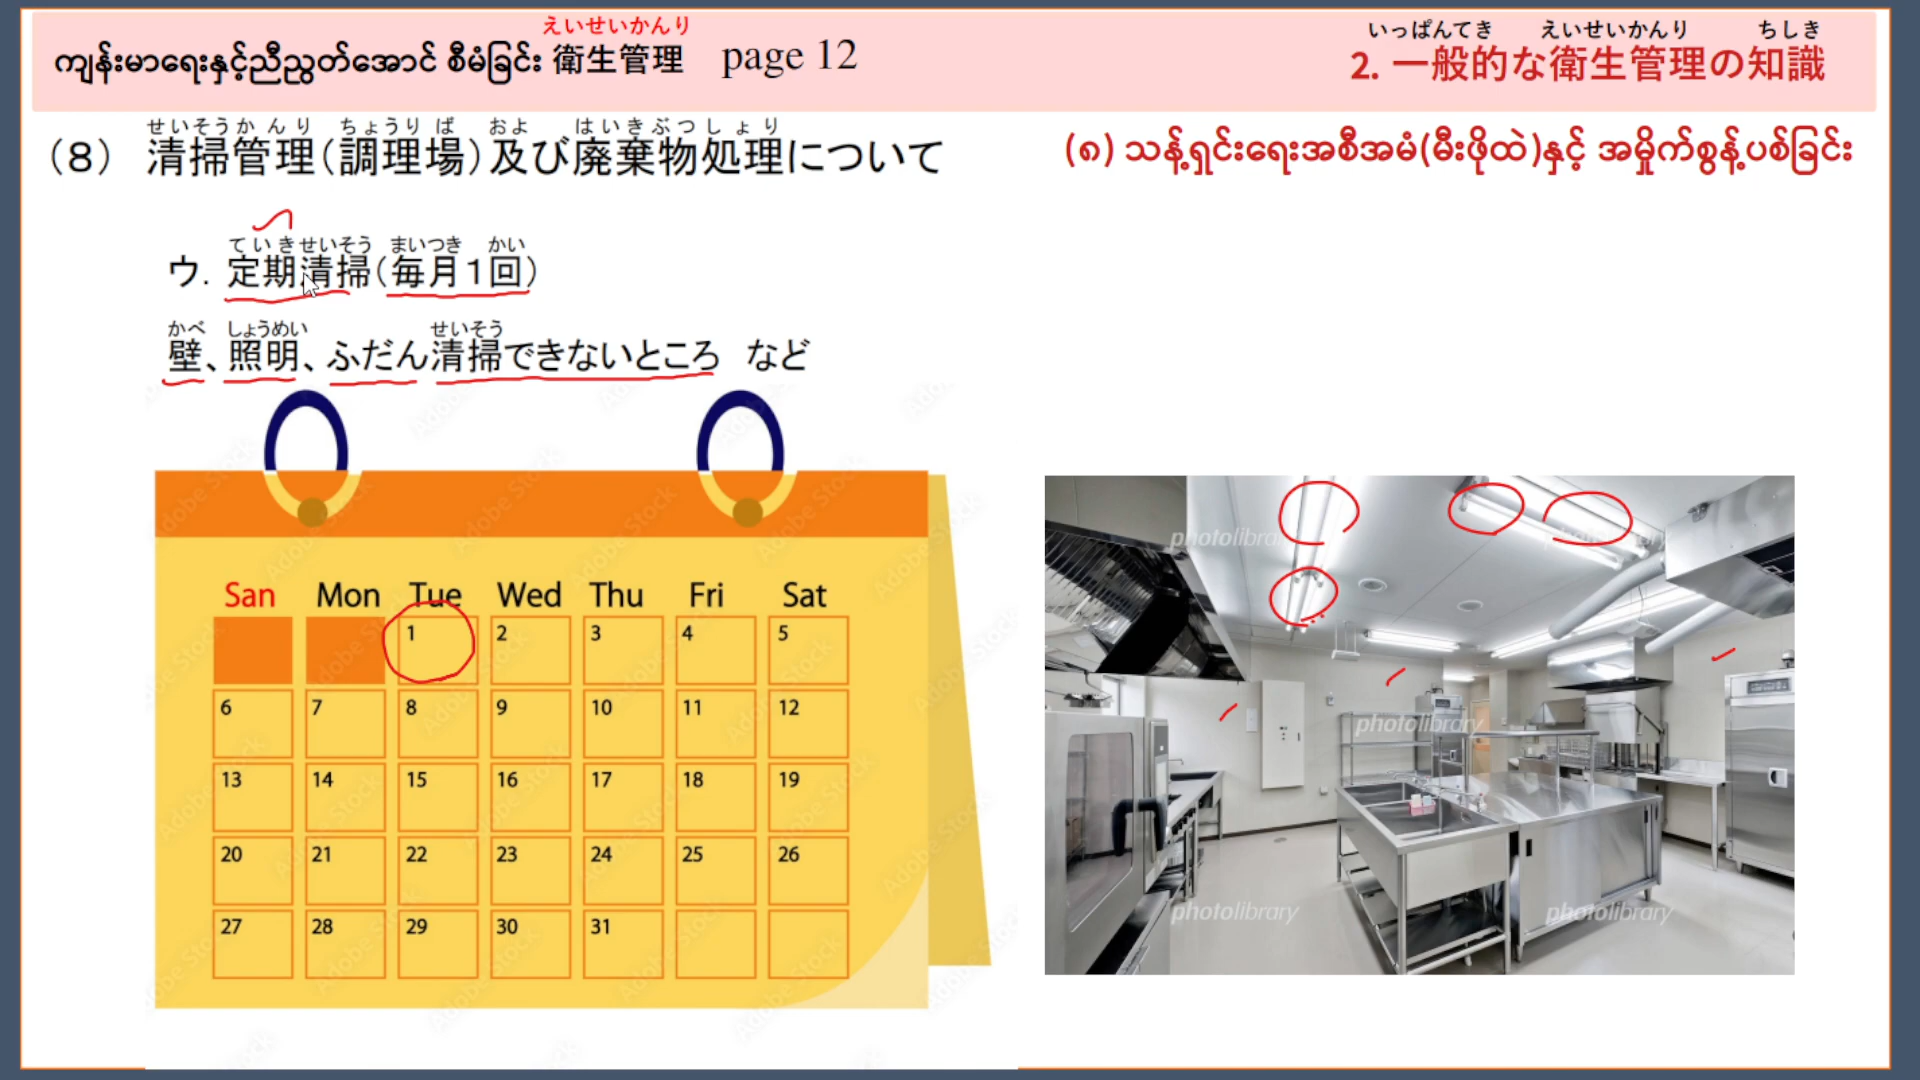 えいせいかんり
ကျန်းမာရေးနှင့်ညီညွတ်အောင် စီမံခြင်း 衛生管理 page 12
いっぱんてき えいせいかんり ちしき
2. 一般的な衛生管理の知識
せいそうかんり ちょうりば およ はいきぶつしょり
（8） 清掃管理（調理場）及び廃棄物処理について
(၈) သန့်ရှင်းရေးအစီအမံ(မီးဖိုထဲ)နှင့် အမှိုက်စွန့်ပစ်ခြင်း
ていきせいそう まいつき かい
ウ. 定期清掃（毎月１回）
かべ しょうめい せいそう
壁、照明、ふだん清掃できないところ など
San Mon Tue Wed Thu Fri Sat
1 2 3 4 5
6 7 8 9 10 11 12
13 14 15 16 17 18 19
20 21 22 23 24 25 26
27 28 29 30 31
photolibrary
photolibrary
photolibrary photolibrary